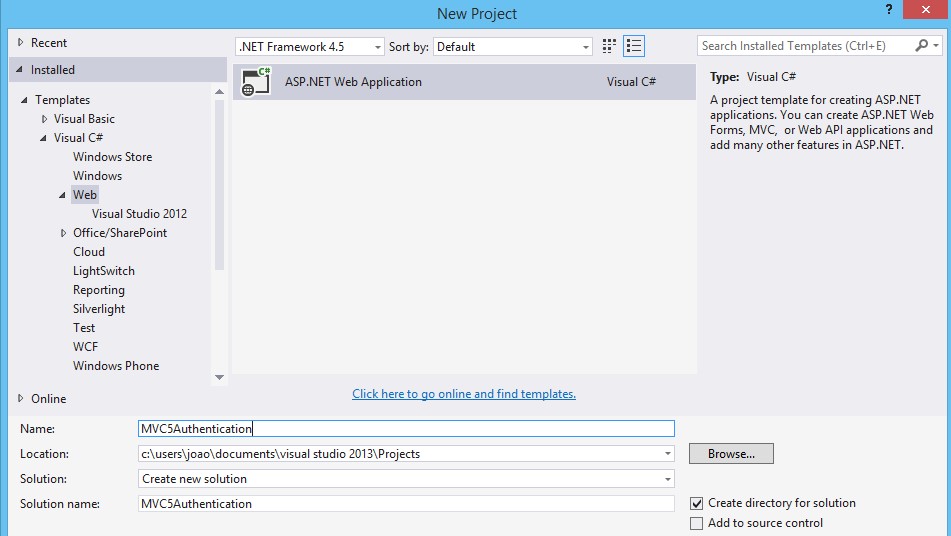 New Project
?
x
Recent
.NET Framework 4.5
Sort by:
Default
Search Installed Templates (Ctrl+E)
Installed
Templates
Visual Basic
Visual C#
Windows Store
Windows
Web
Visual Studio 2012
Office/SharePoint
Cloud
LightSwitch
Reporting
Silverlight
Test
WCF
Windows Phone
Online
C#
ASP.NET Web Application
Visual C#
Type: Visual C#
A project template for creating ASP.NET
applications. You can create ASP.NET Web
Forms, MVC, or Web API applications and
add many other features in ASP.NET.
Click here to go online and find templates.
Name:
MVC5Authentication
Location:
c:\users\joao\documents\visual studio 2013\Projects
Browse...
Solution:
Create new solution
Solution name:
MVC5Authentication
Create directory for solution
Add to source control